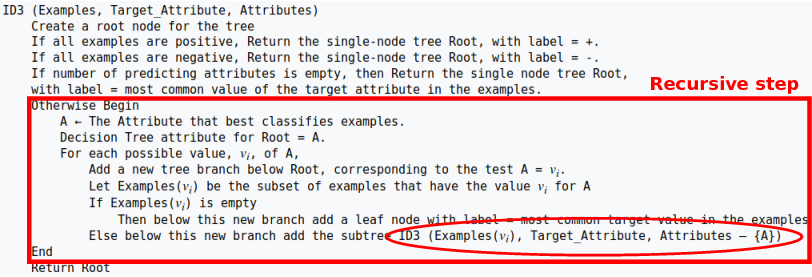 ID3 (Examples, Target_Attribute, Attributes)
Create a root node for the tree
If all examples are positive, Return the single-node tree Root, with label = +.
If all examples are negative, Return the single-node tree Root, with label = -.
If number of predicting attributes is empty, then Return the single node tree Root,
with label = most common value of the target attribute in the examples.
Recursive step
Otherwise Begin
A ← The Attribute that best classifies examples.
Decision Tree attribute for Root = A.
For each possible value, vᵢ, of A,
Add a new tree branch below Root, corresponding to the test A = vᵢ.
Let Examples(vᵢ) be the subset of examples that have the value vᵢ for A
If Examples(vᵢ) is empty
Then below this new branch add a leaf node with label = most common target value in the examples
Else below this new branch add the subtree ID3 (Examples(vᵢ), Target_Attribute, Attributes – {A})
End
Return Root